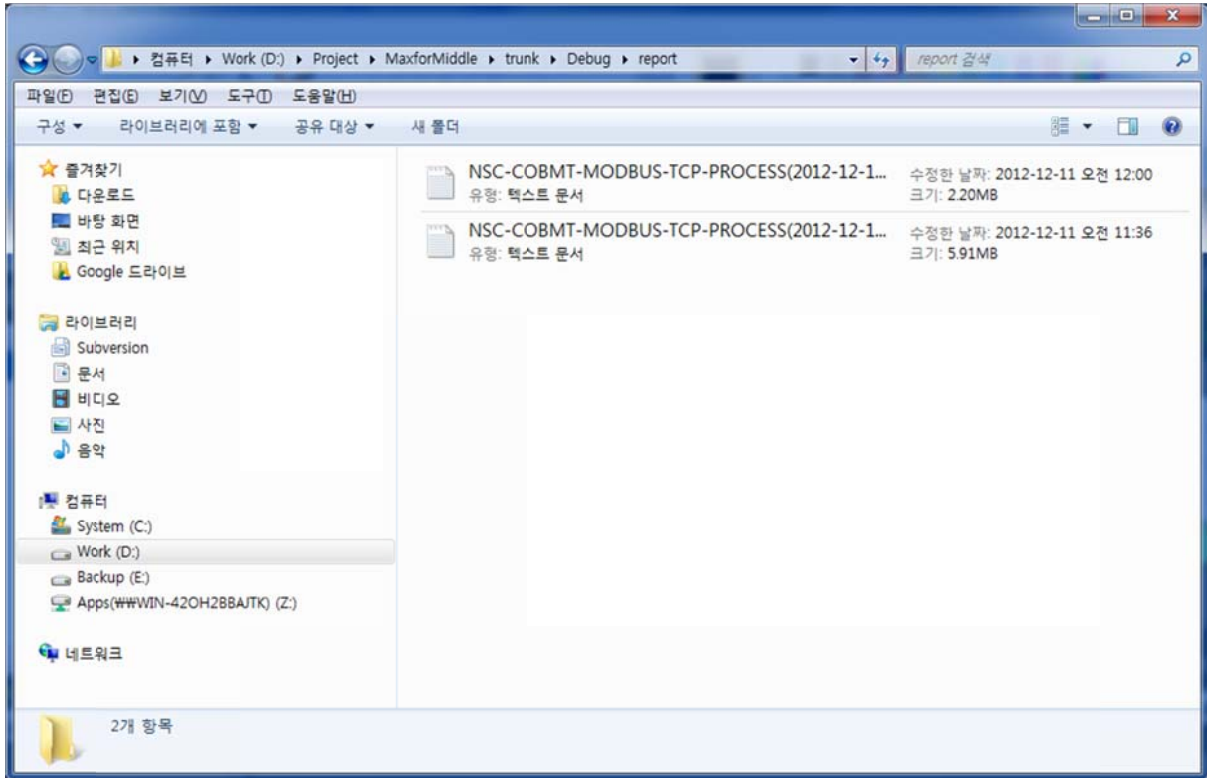 컴퓨터 ▸ Work (D:) ▸ Project ▸ MaxforMiddle ▸ trunk ▸ Debug ▸ report
report 검색
파일(F) 편집(E) 보기(V) 도구(T) 도움말(H)
구성 라이브러리에 포함 공유 대상 새 폴더
즐겨찾기
다운로드
바탕 화면
최근 위치
Google 드라이브
라이브러리
Subversion
문서
비디오
사진
음악
컴퓨터
System (C:)
Work (D:)
Backup (E:)
Apps(₩₩WIN-42OH2BBAJTK) (Z:)
네트워크
NSC-COBMT-MODBUS-TCP-PROCESS(2012-12-1... 수정한 날짜: 2012-12-11 오전 12:00
유형: 텍스트 문서 크기: 2.20MB
NSC-COBMT-MODBUS-TCP-PROCESS(2012-12-1... 수정한 날짜: 2012-12-11 오전 11:36
유형: 텍스트 문서 크기: 5.91MB
2개 항목